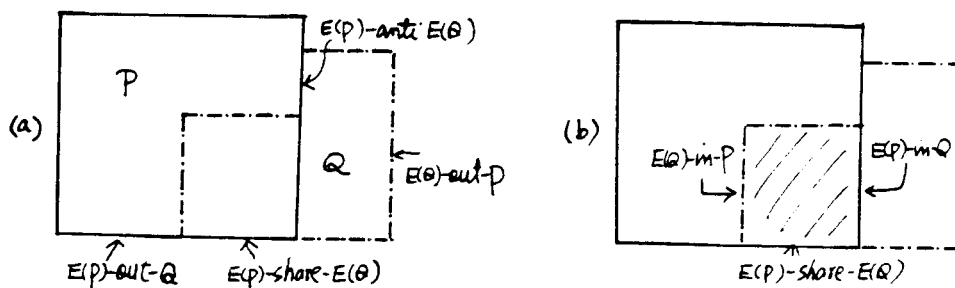 (a)
P
E(P)-anti E(Q)
Q
E(Q)-out-P
E(P)-out-Q
E(P)-share-E(Q)
(b)
E(Q)-in-P
E(P)-in-Q
E(P)-share-E(Q)